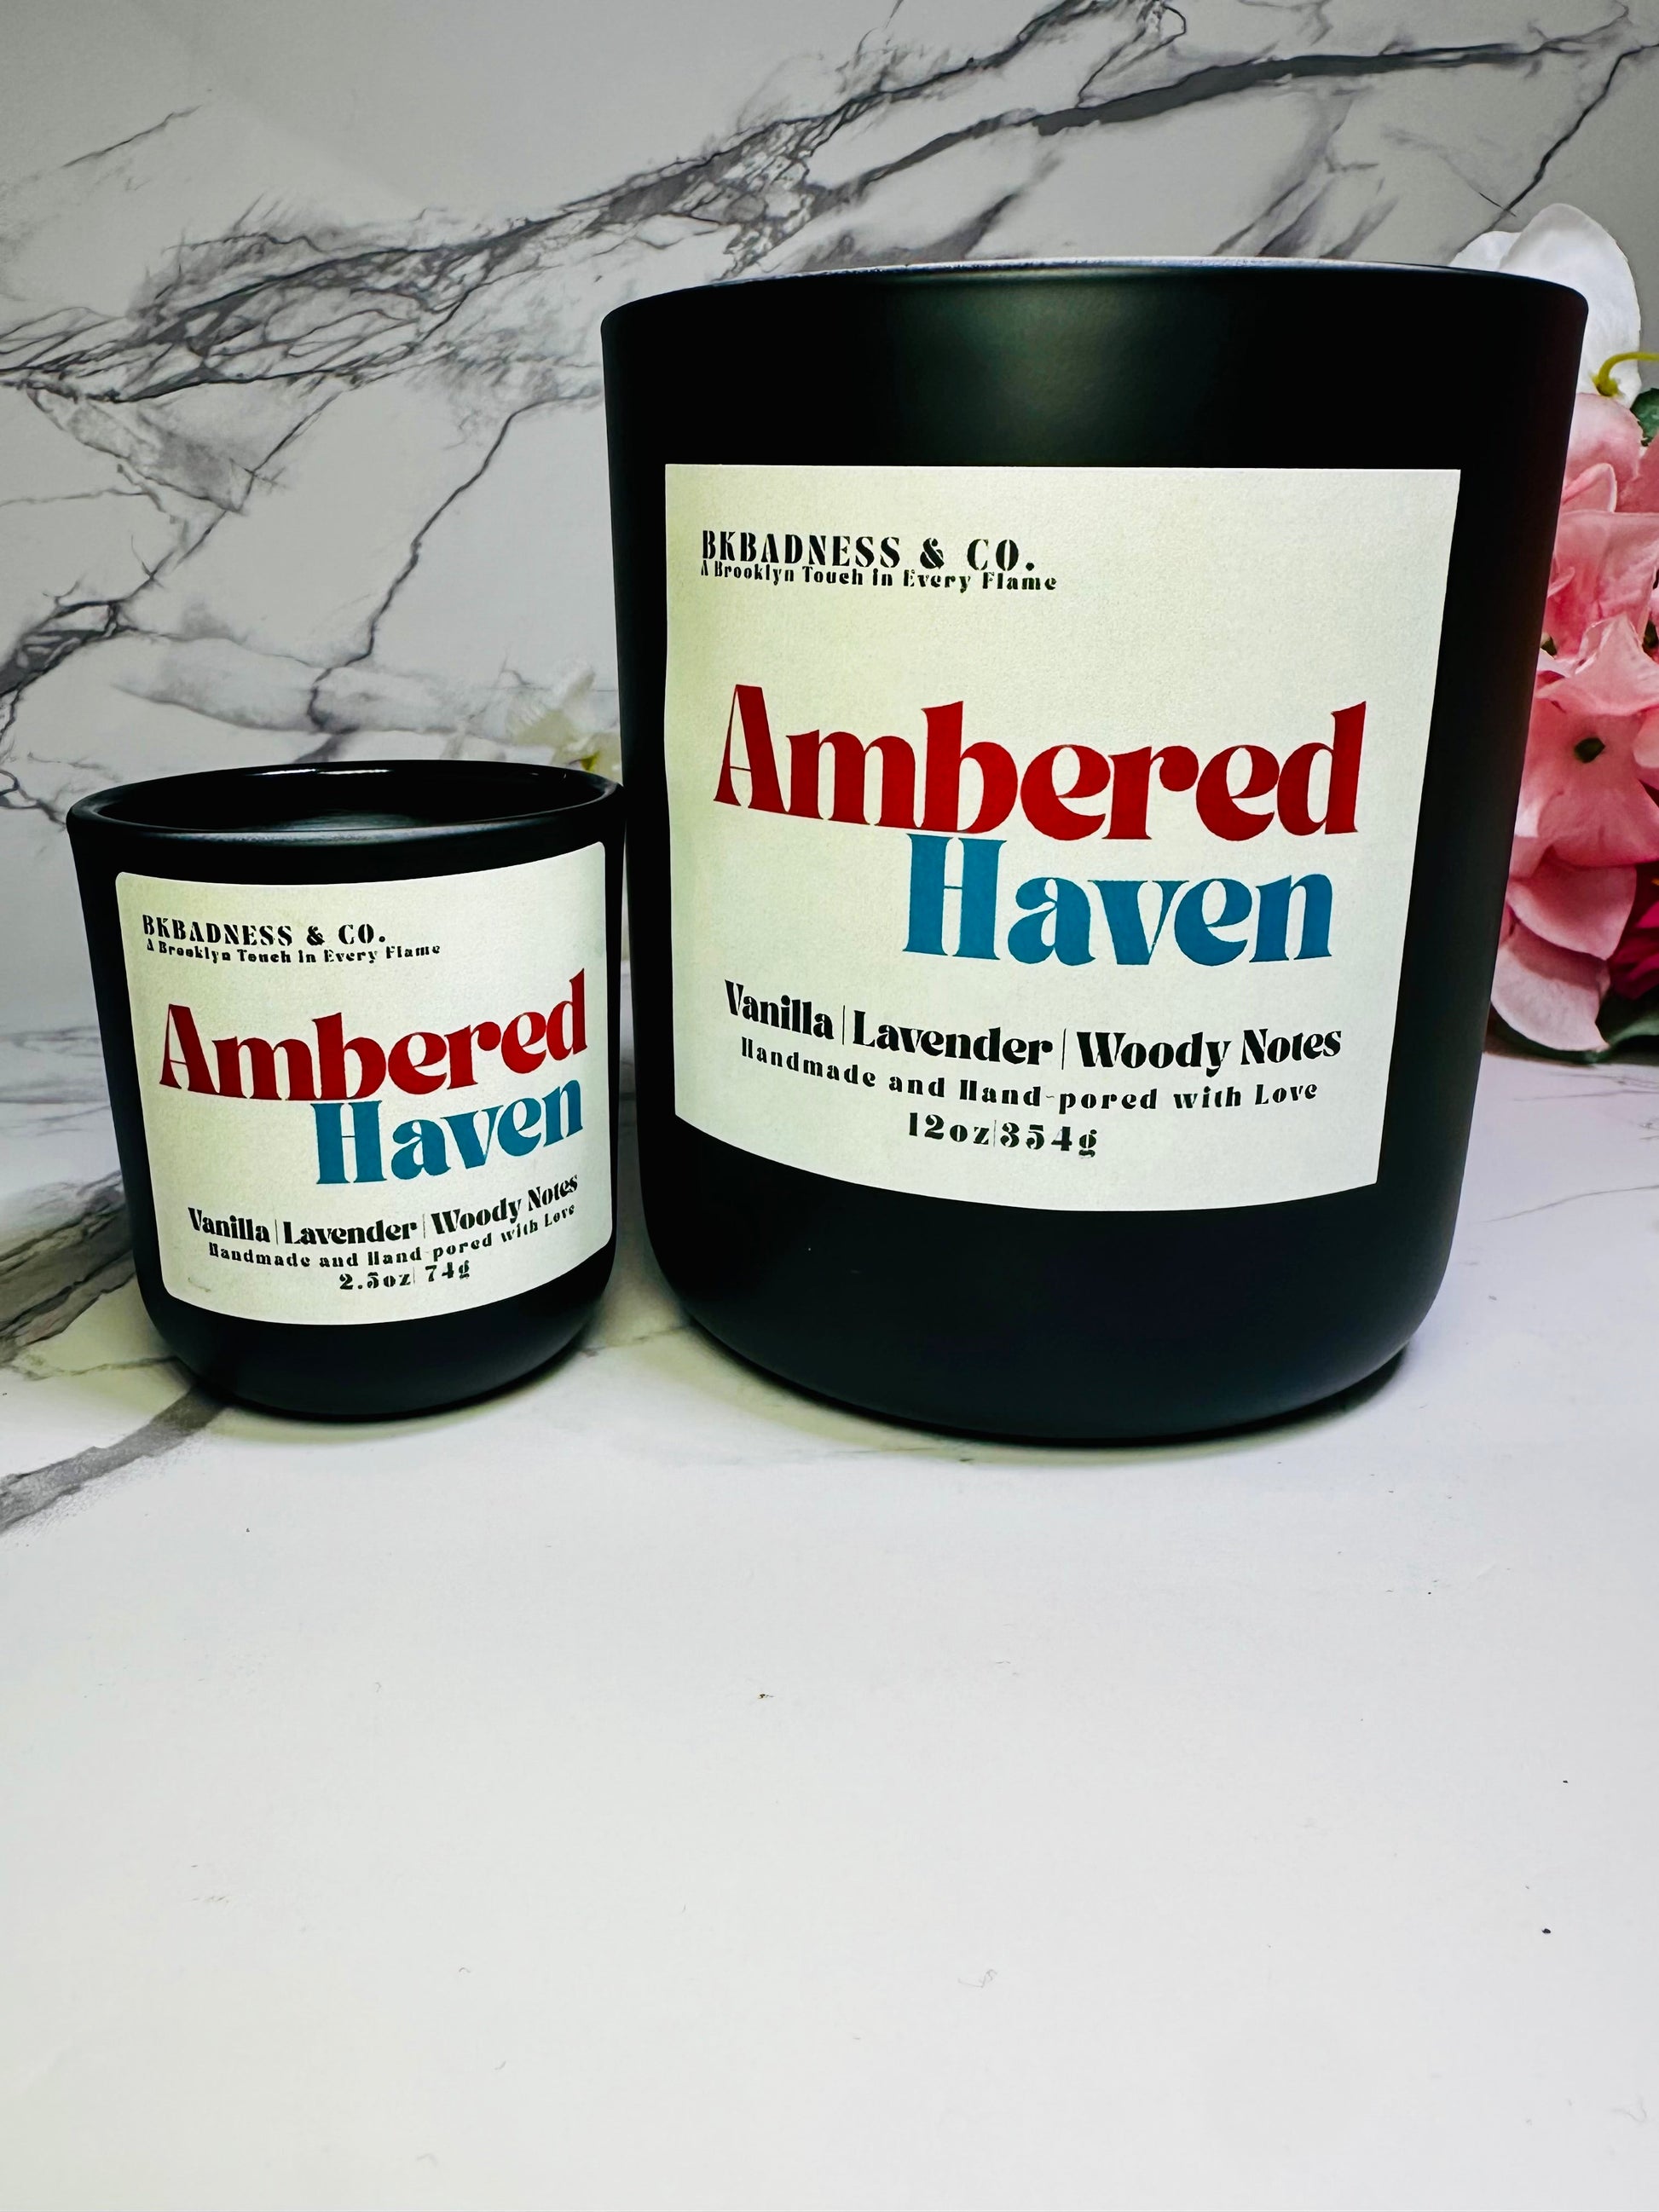 BKBADNESS & CO.
A Brooklyn Touch in Every Flame
Ambered
Haven
Vanilla|Lavender|Woody Notes
Handmade and Hand-pored with Love
2.5oz|74g
BKBADNESS & CO.
A Brooklyn Touch in Every Flame
Ambered
Haven
Vanilla|Lavender|Woody Notes
Handmade and Hand-pored with Love
12oz|354g